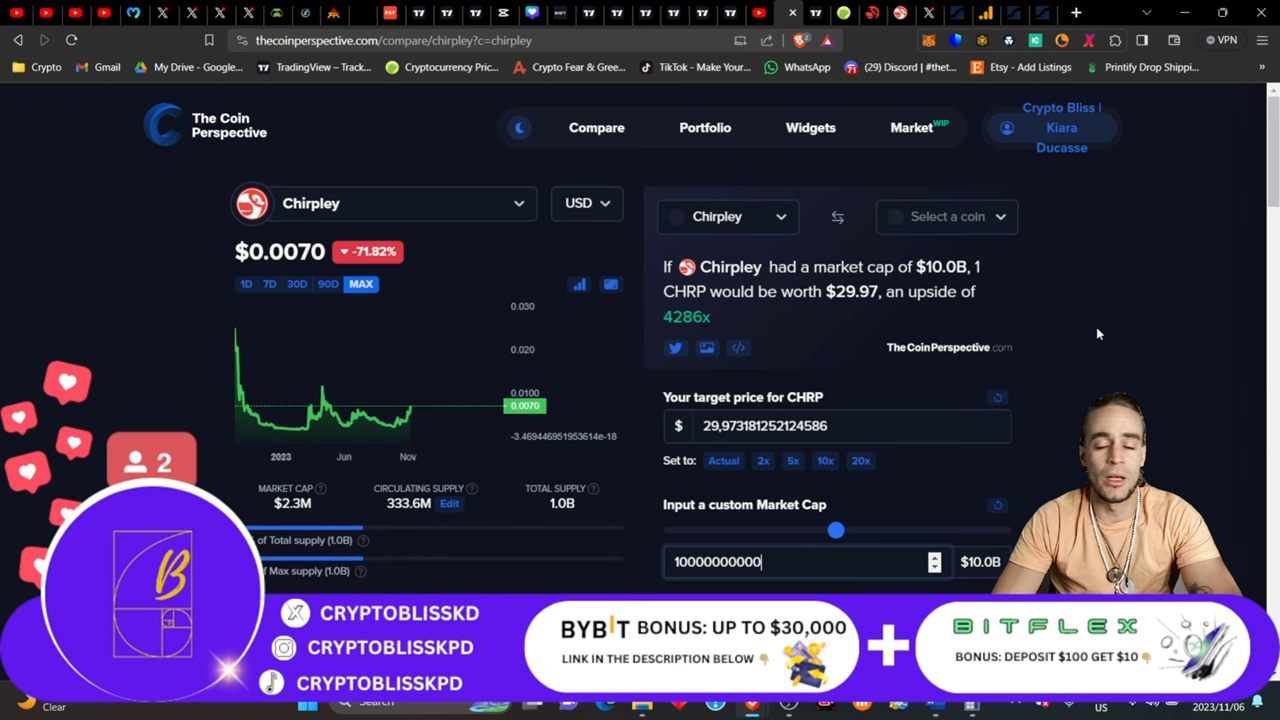 VPN
thecoinperspective.com/compare/chirpley?c=chirpley
Crypto
Gmail
My Drive - Google...
TradingView – Track...
Cryptocurrency Pric...
Crypto Fear & Gree...
TikTok - Make Your...
WhatsApp
(29) Discord | #thet...
Etsy - Add Listings
Printify Drop Shippi...
»
The Coin
Perspective
Compare
Portfolio
Widgets
Market WIP
Crypto Bliss |
Kiara
Ducasse
Chirpley
USD
$0.0070
-71.82%
1D 7D 30D 90D MAX
0.030
0.020
0.0100
0.0070
-3.469446951953614e-18
2023 Jun Nov
MARKET CAP
$2.3M
CIRCULATING SUPPLY
333.6M Edit
TOTAL SUPPLY
1.0B
of Total supply (1.0B)
of Max supply (1.0B)
Chirpley
Select a coin
If Chirpley had a market cap of $10.0B, 1
CHRP would be worth $29.97, an upside of
4286x
TheCoinPerspective.com
Your target price for CHRP
$ 29,973181252124586
Set to: Actual 2x 5x 10x 20x
Input a custom Market Cap
10000000000
$10.0B
2
B
CRYPTOBLISSKD
CRYPTOBLISSKPD
CRYPTOBLISSKPD
BYBIT BONUS: UP TO $30,000
LINK IN THE DESCRIPTION BELOW
BITFLEX
BONUS: DEPOSIT $100 GET $10
Clear
Search
US
2023/11/06